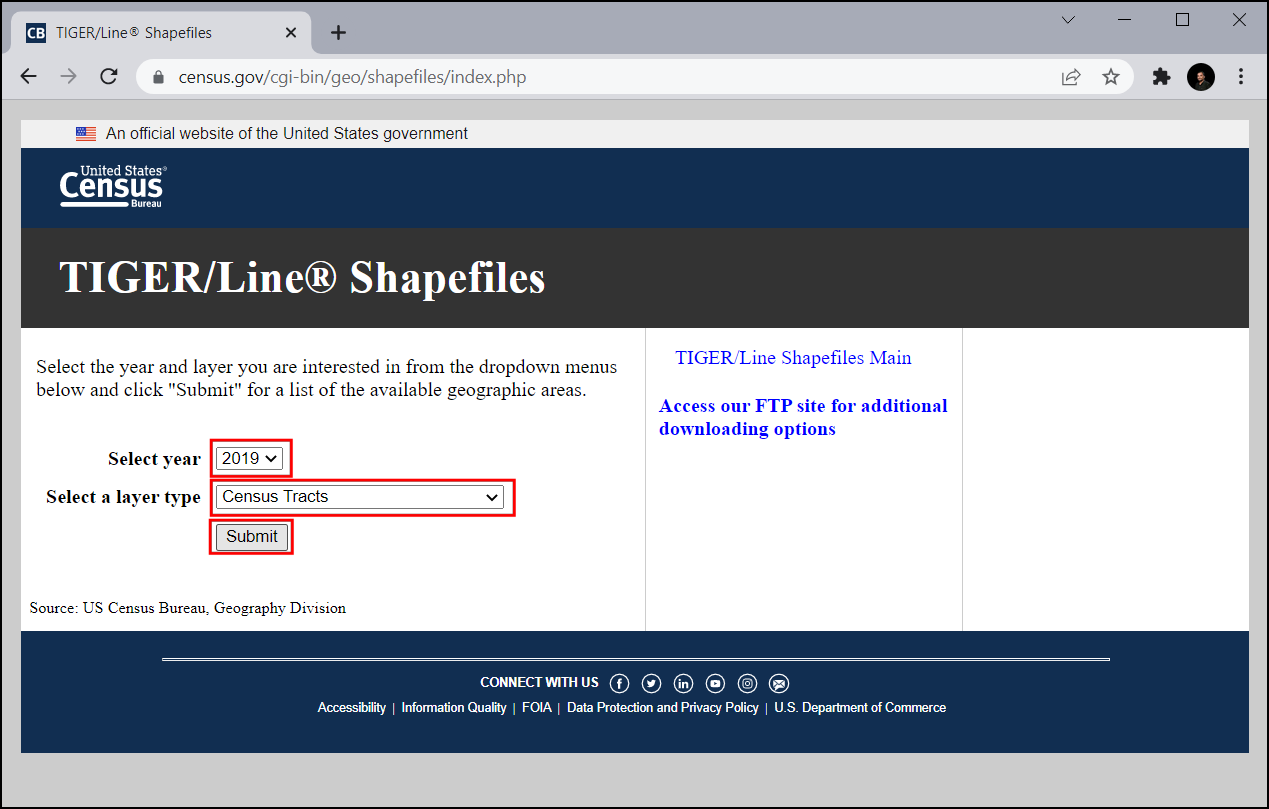 CB TIGER/Line® Shapefiles
census.gov/cgi-bin/geo/shapefiles/index.php
An official website of the United States government
United States®
Census
Bureau
TIGER/Line® Shapefiles
Select the year and layer you are interested in from the dropdown menus
below and click "Submit" for a list of the available geographic areas.
Select year 2019
Select a layer type Census Tracts
Submit
Source: US Census Bureau, Geography Division
TIGER/Line Shapefiles Main
Access our FTP site for additional
downloading options
CONNECT WITH US
Accessibility | Information Quality | FOIA | Data Protection and Privacy Policy | U.S. Department of Commerce